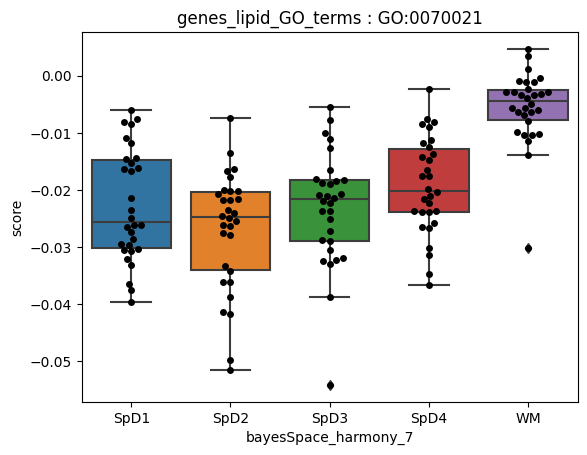 genes_lipid_GO_terms : GO:0070021
0.00
−0.01
−0.02
−0.03
−0.04
−0.05
score
SpD1 SpD2 SpD3 SpD4 WM
bayesSpace_harmony_7